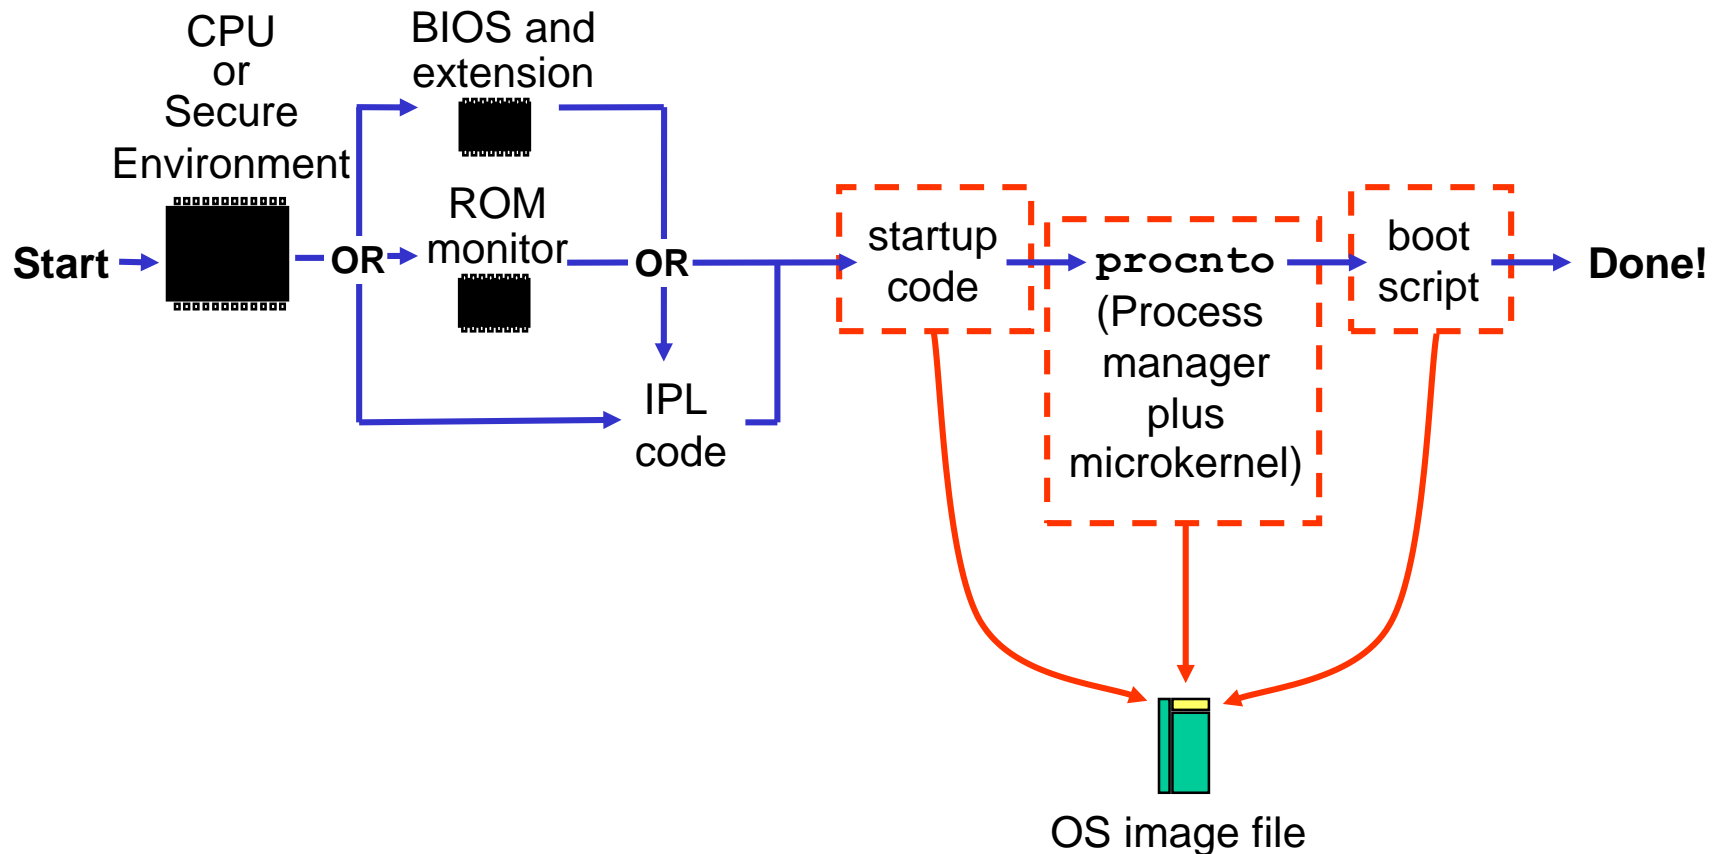 CPU
or
Secure
Environment
BIOS and
extension
ROM
monitor
Start
OR
OR
IPL
code
startup
code
procnto
(Process
manager
plus
microkernel)
boot
script
Done!
OS image file